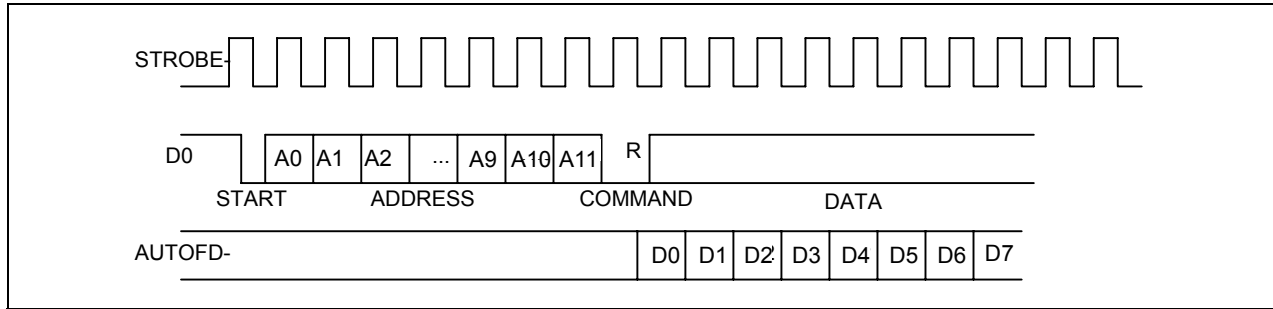 STROBE-
D0 A0 A1 A2 ... A9 A10 A11 R
START ADDRESS COMMAND DATA
AUTOFD- D0 D1 D2 D3 D4 D5 D6 D7